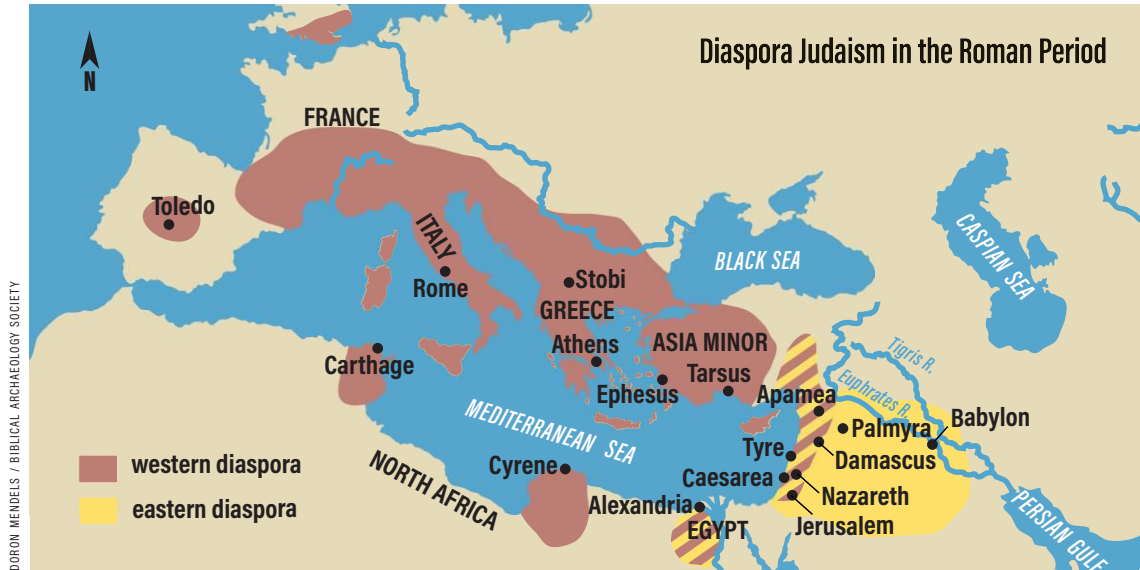 Diaspora Judaism in the Roman Period
N
FRANCE
Toledo
ITALY
Rome
Stobi
GREECE
Athens
Ephesus
ASIA MINOR
Tarsus
BLACK SEA
CASPIAN SEA
Tigris R.
Euphrates R.
Apamea
Palmyra
Babylon
Damascus
Tyre
Caesarea
Nazareth
Jerusalem
PERSIAN GULF
Carthage
MEDITERRANEAN SEA
NORTH AFRICA
Cyrene
Alexandria
EGYPT
western diaspora
eastern diaspora
DORON MENDELS / BIBLICAL ARCHAEOLOGY SOCIETY